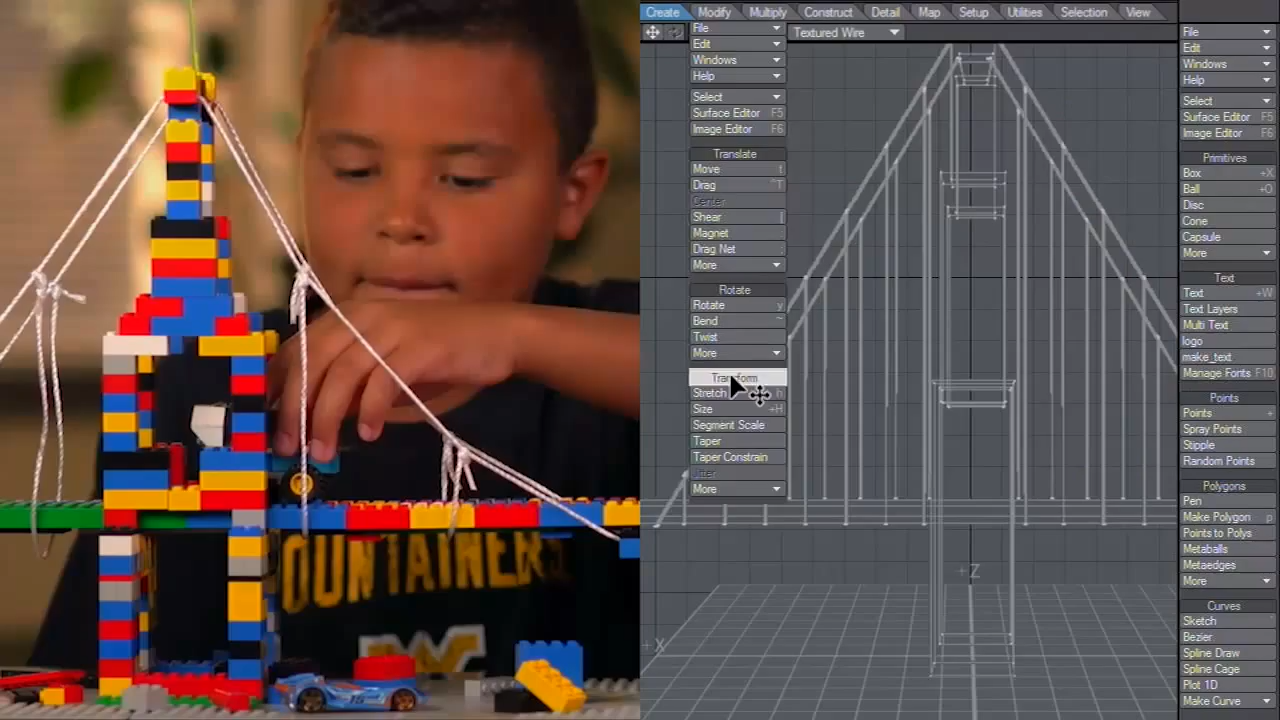 OUNTAINEERS
15
Create Modify Multiply Construct Detail Map Setup Utilities Selection View
Textured Wire
File
Edit
Windows
Help
Select
Surface Editor F5
Image Editor F6
Translate
Move t
Drag ^T
Center
Shear [
Magnet
Drag Net ;
More
Rotate
Rotate y
Bend ~
Twist
More
Stretch h
Size +H
Segment Scale
Taper
Taper Constrain
Jitter
More
Z
X
File
Edit
Windows
Help
Select
Surface Editor F5
Image Editor F6
Primitives
Box +X
Ball +O
Disc
Cone
Capsule
More
Text
Text +W
Text Layers
Multi Text
logo
make_text
Manage Fonts F10
Points
Points +
Spray Points
Stipple
Random Points
Polygons
Pen
Make Polygon p
Points to Polys
Metaballs
Metaedges
More
Curves
Sketch
Bezier
Spline Draw
Spline Cage
Plot 1D
Make Curve